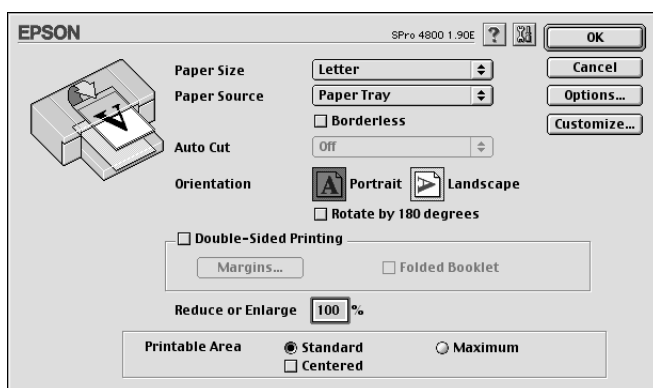 EPSON SPro 4800 1.90E ? OK
Paper Size Letter Cancel
Paper Source Paper Tray Options...
Borderless Customize...
Auto Cut Off
Orientation A Portrait A Landscape
Rotate by 180 degrees
Double-Sided Printing
Margins... Folded Booklet
Reduce or Enlarge 100 %
Printable Area Standard Maximum
Centered